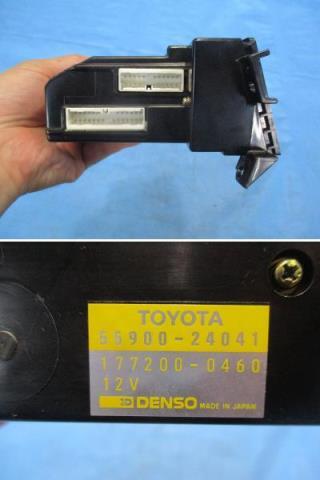 TOYOTA
55900-24041
177200-0460
12V
DENSO MADE IN JAPAN